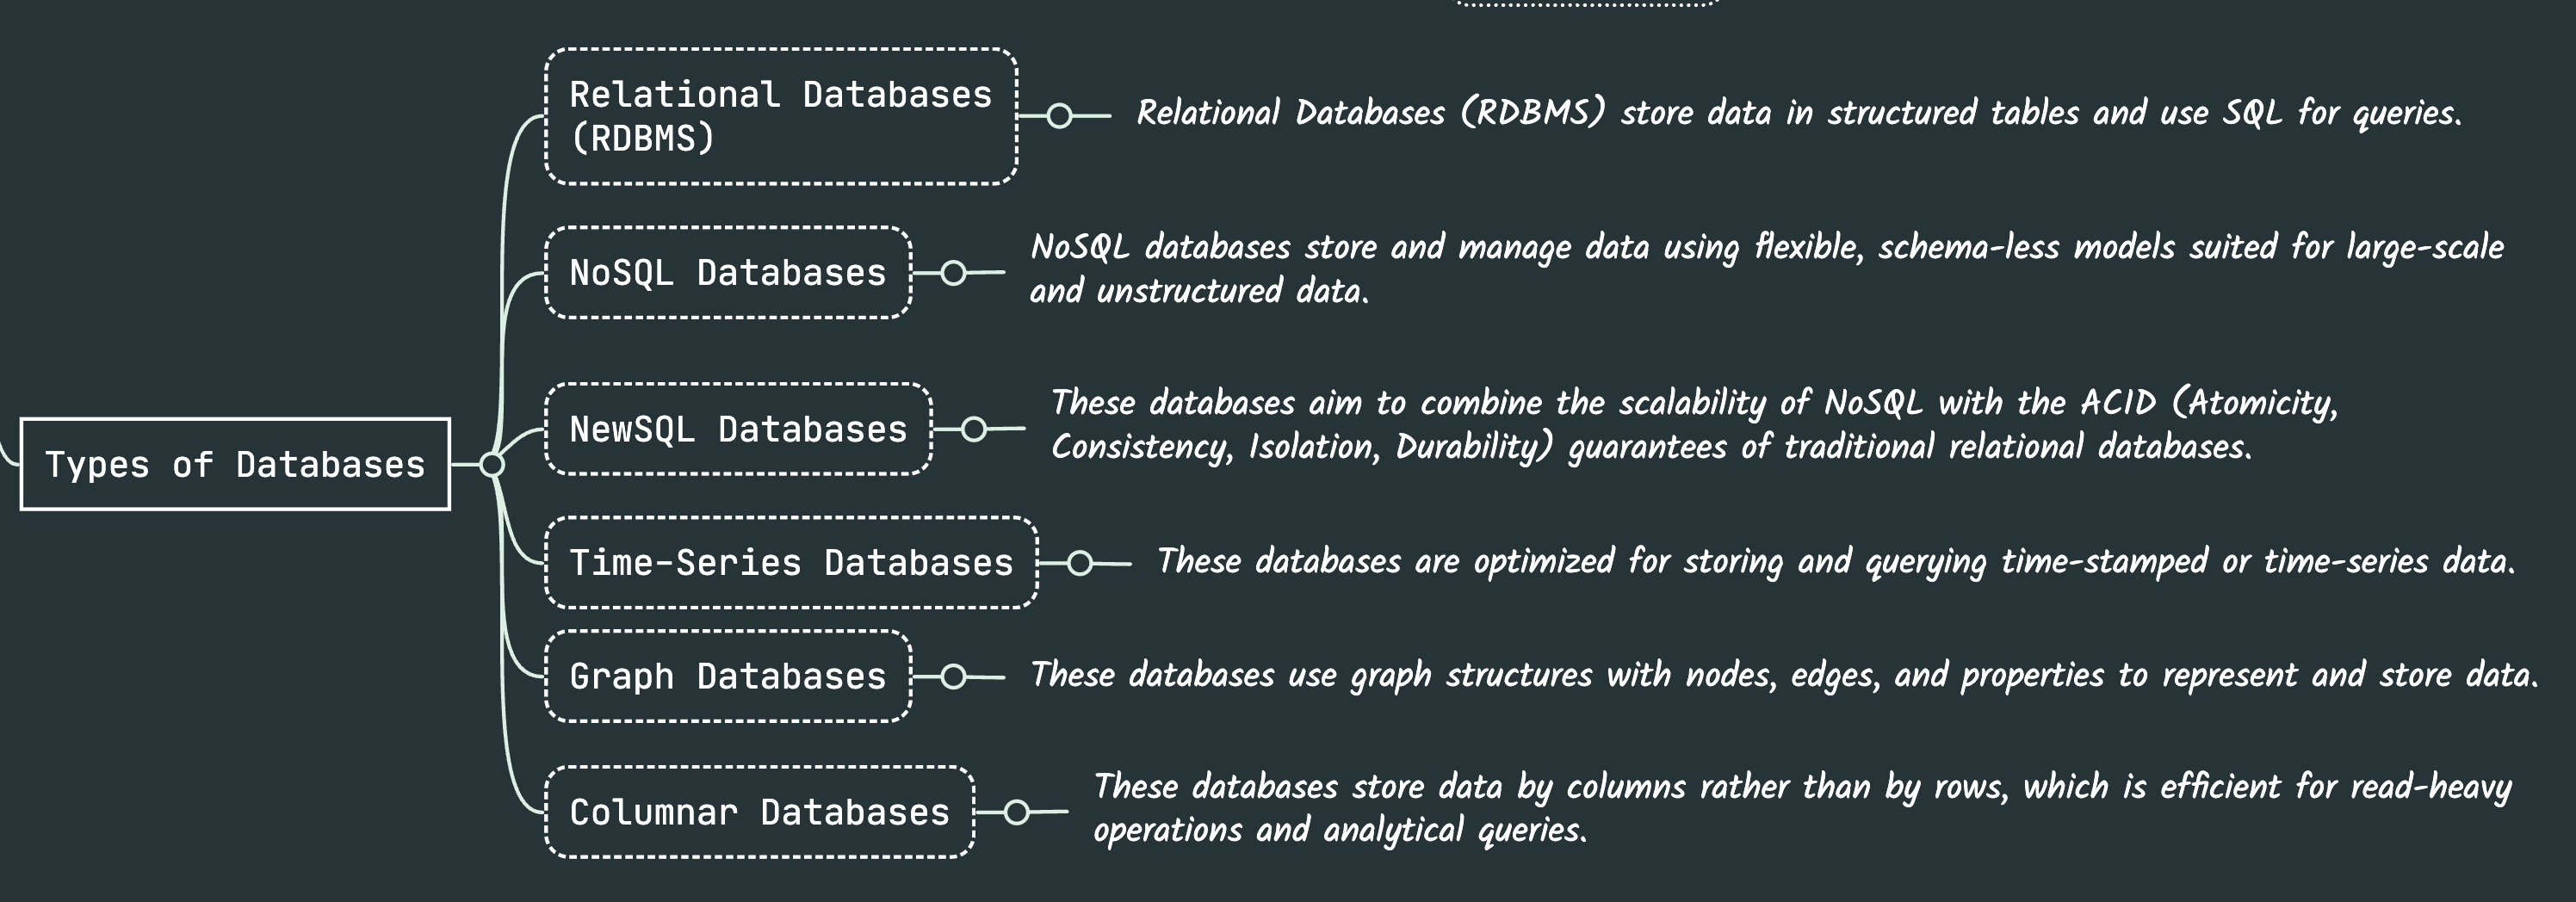 Relational Databases
(RDBMS)
Relational Databases (RDBMS) store data in structured tables and use SQL for queries.
NoSQL Databases
NoSQL databases store and manage data using flexible, schema-less models suited for large-scale
and unstructured data.
NewSQL Databases
These databases aim to combine the scalability of NoSQL with the ACID (Atomicity,
Consistency, Isolation, Durability) guarantees of traditional relational databases.
Types of Databases
Time-Series Databases
These databases are optimized for storing and querying time-stamped or time-series data.
Graph Databases
These databases use graph structures with nodes, edges, and properties to represent and store data.
Columnar Databases
These databases store data by columns rather than by rows, which is efficient for read-heavy
operations and analytical queries.